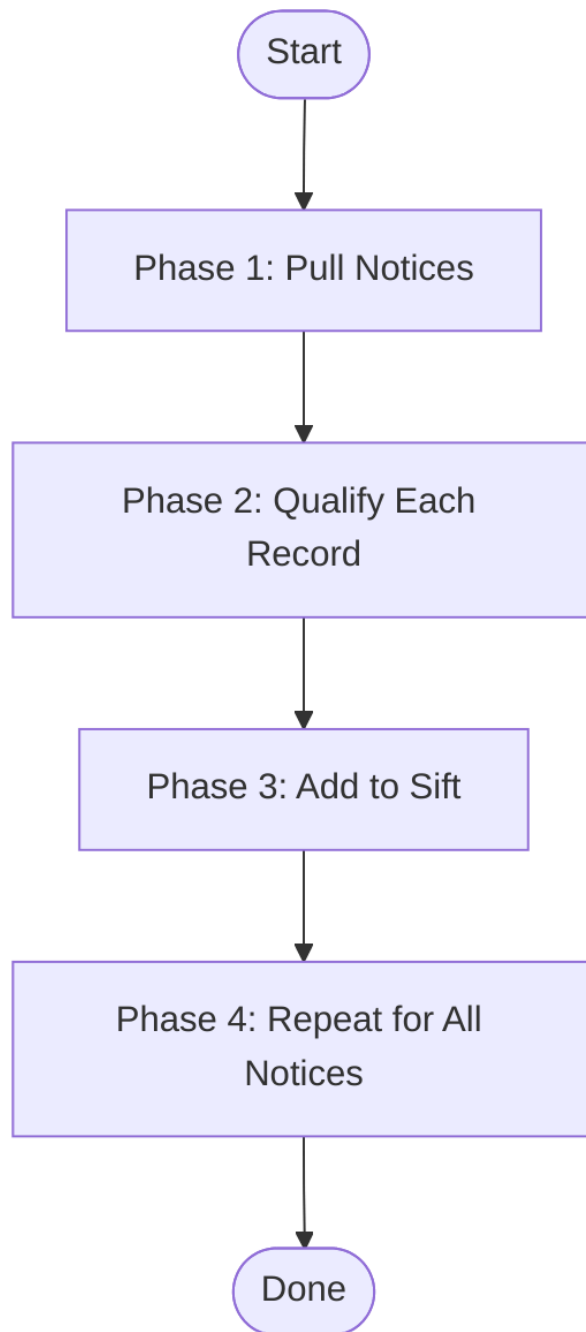 Start
Phase 1: Pull Notices
Phase 2: Qualify Each
Record
Phase 3: Add to Sift
Phase 4: Repeat for All
Notices
Done